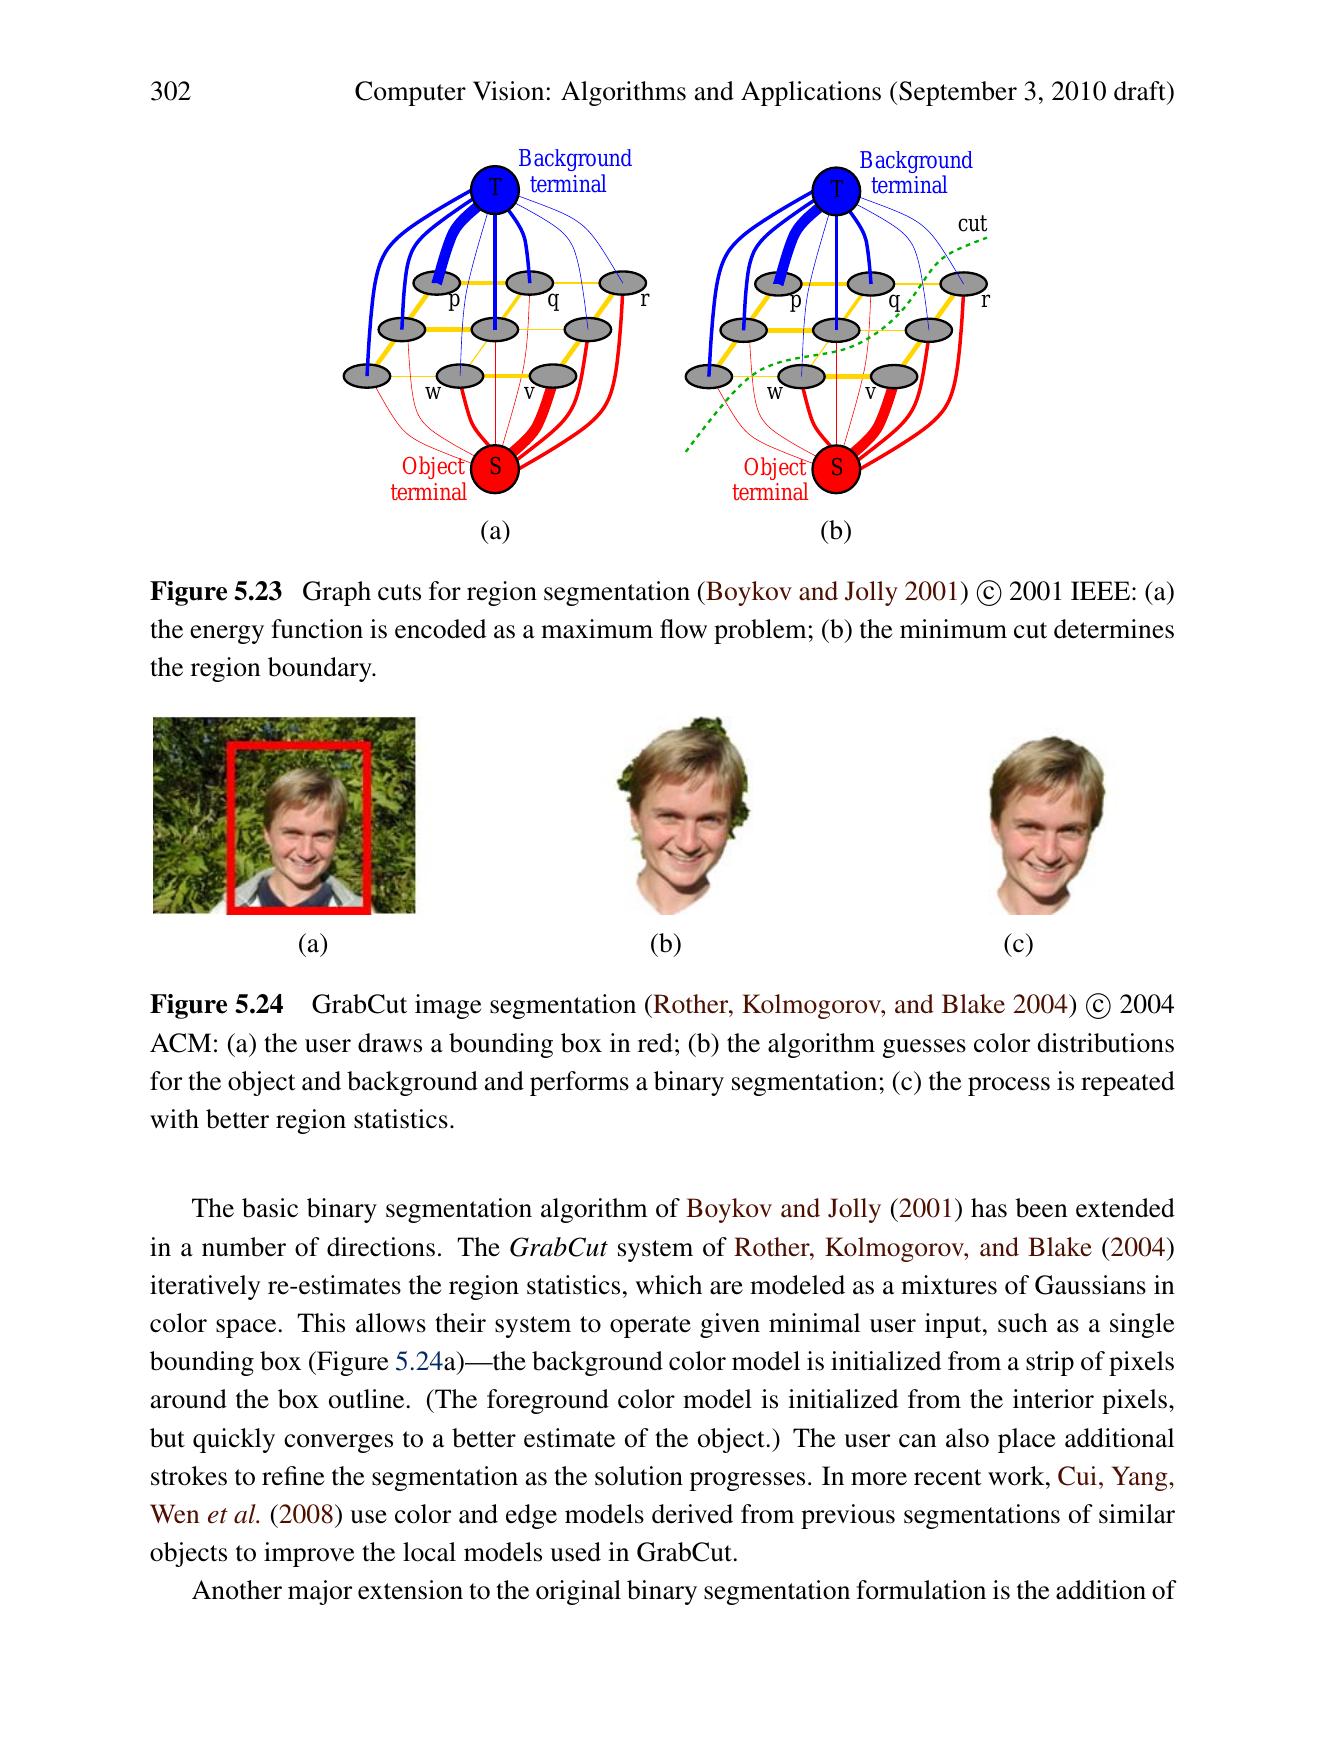 302 Computer Vision: Algorithms and Applications (September 3, 2010 draft)
Background
terminal
T
p
q
r
w
v
S
Object
terminal
(a)
Background
terminal
T
cut
p
q
r
w
v
S
Object
terminal
(b)
Figure 5.23 Graph cuts for region segmentation (Boykov and Jolly 2001) © 2001 IEEE: (a)
the energy function is encoded as a maximum flow problem; (b) the minimum cut determines
the region boundary.
(a) (b) (c)
Figure 5.24 GrabCut image segmentation (Rother, Kolmogorov, and Blake 2004) © 2004
ACM: (a) the user draws a bounding box in red; (b) the algorithm guesses color distributions
for the object and background and performs a binary segmentation; (c) the process is repeated
with better region statistics.
The basic binary segmentation algorithm of Boykov and Jolly (2001) has been extended
in a number of directions. The GrabCut system of Rother, Kolmogorov, and Blake (2004)
iteratively re-estimates the region statistics, which are modeled as a mixtures of Gaussians in
color space. This allows their system to operate given minimal user input, such as a single
bounding box (Figure 5.24a)—the background color model is initialized from a strip of pixels
around the box outline. (The foreground color model is initialized from the interior pixels,
but quickly converges to a better estimate of the object.) The user can also place additional
strokes to refine the segmentation as the solution progresses. In more recent work, Cui, Yang,
Wen et al. (2008) use color and edge models derived from previous segmentations of similar
objects to improve the local models used in GrabCut.
Another major extension to the original binary segmentation formulation is the addition of